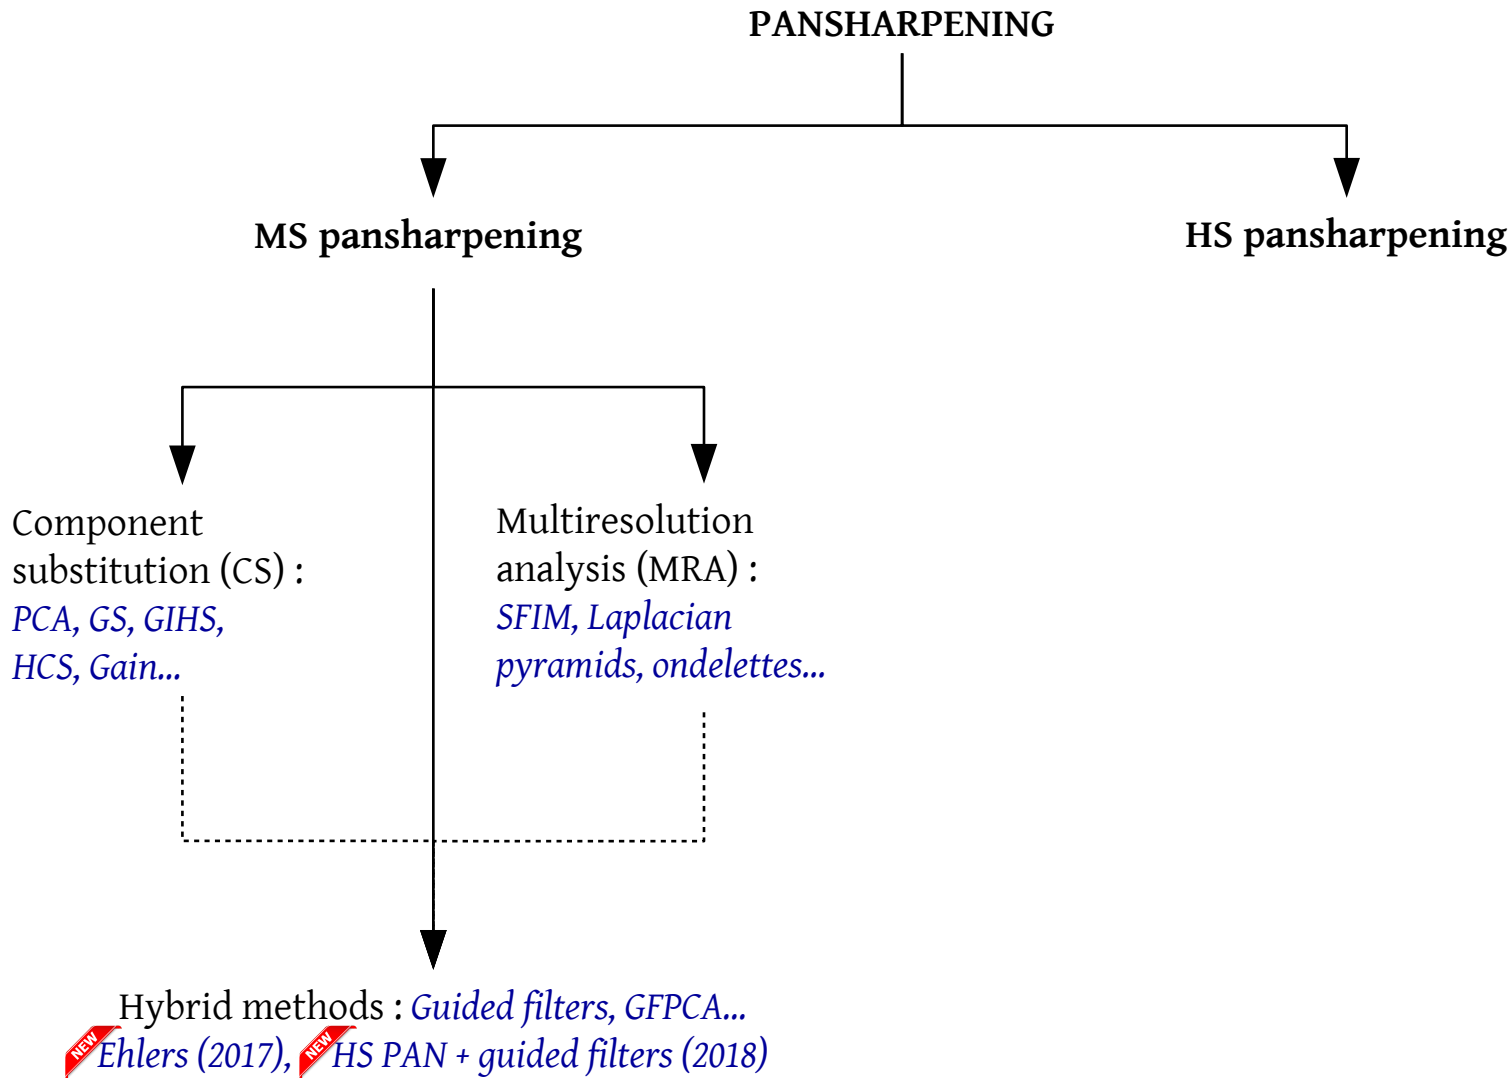 PANSHARPENING
MS pansharpening
HS pansharpening
Component
substitution (CS) :
PCA, GS, GIHS,
HCS, Gain...
Multiresolution
analysis (MRA) :
SFIM, Laplacian
pyramids, ondelettes...
Hybrid methods : Guided filters, GFPCA...
NEW Ehlers (2017), NEW HS PAN + guided filters (2018)